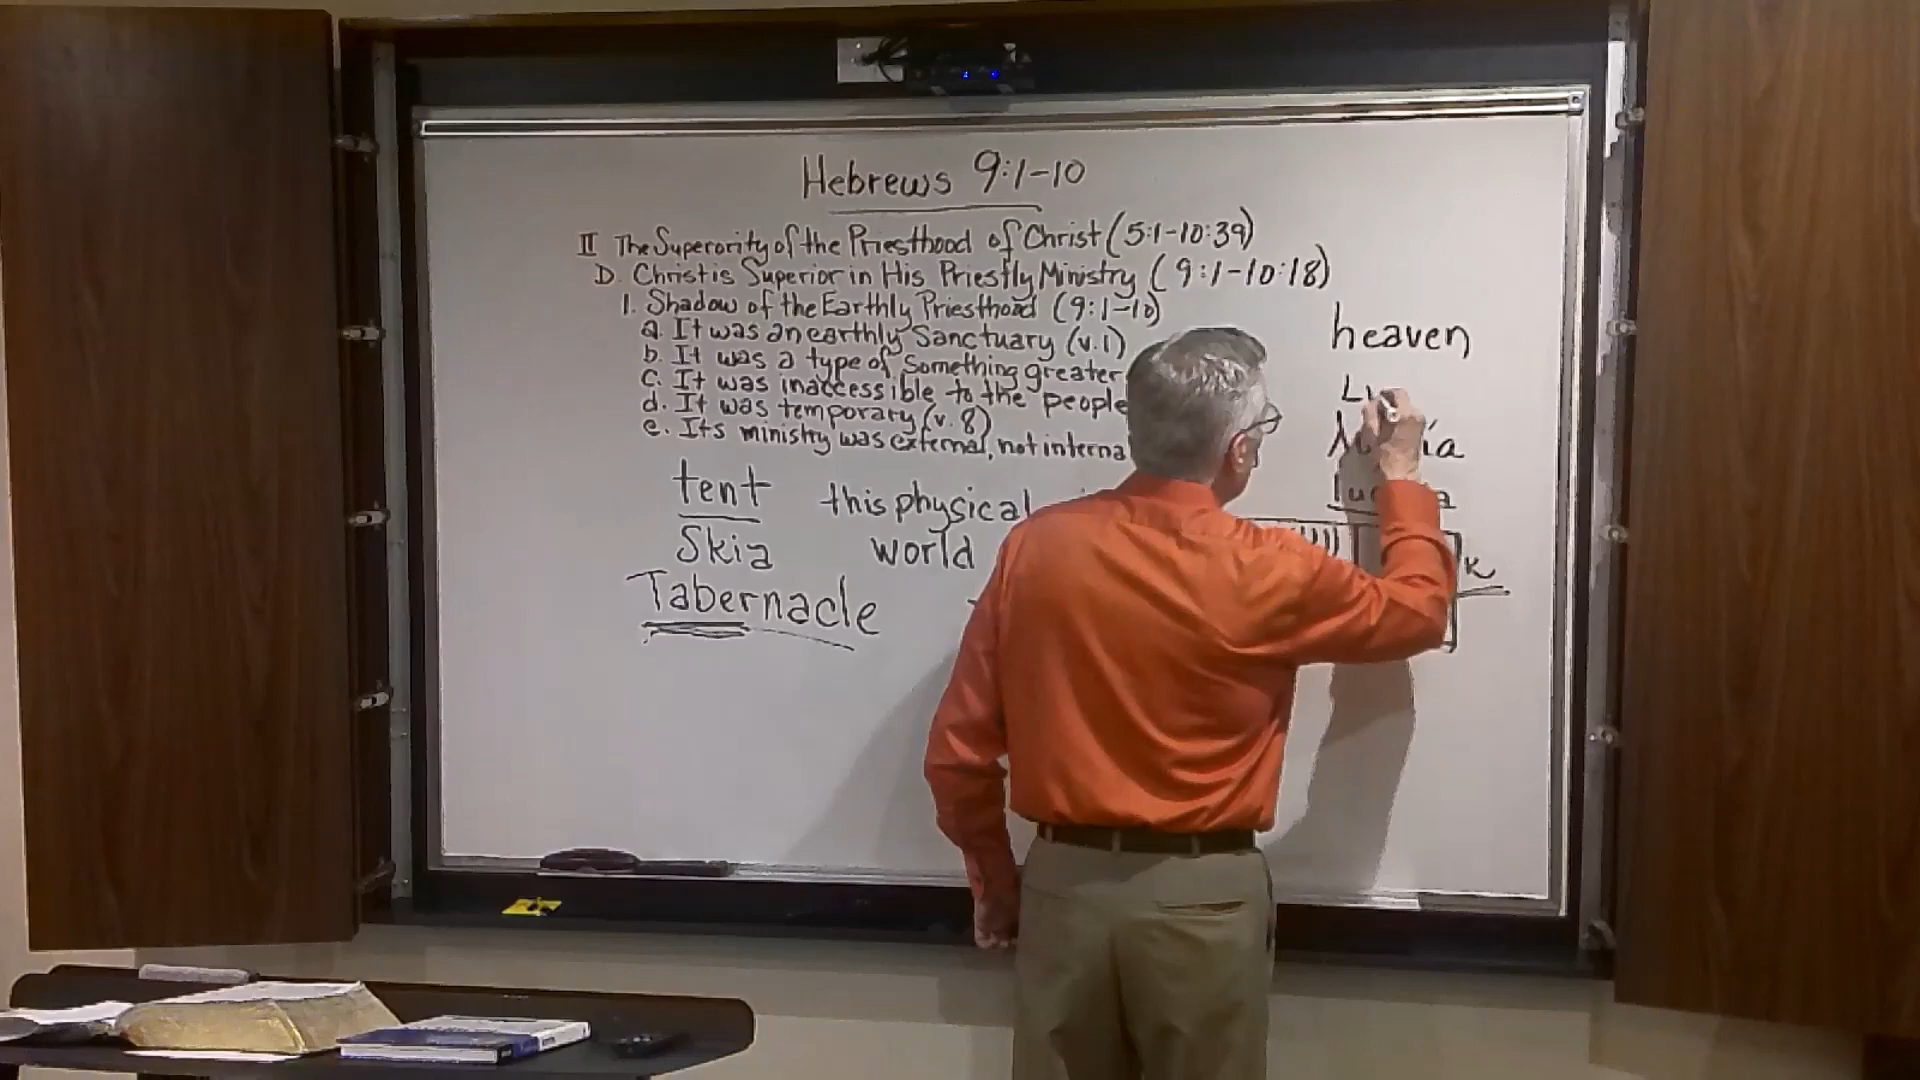 Hebrews 9:1-10
II The Superority of the Priesthood of Christ (5:1-10:39)
D. Christ is Superior in His Priestly Ministry (9:1-10:18)
1. Shadow of the Earthly Priesthood (9:1-10)
a. It was an earthly Sanctuary (v.1)
b. It was a type of Something greater
c. It was inaccessible to the people
d. It was temporary (v. 8)
e. Its ministry was external, not interna
heaven
tent
this physical
Skia
world
Tabernacle